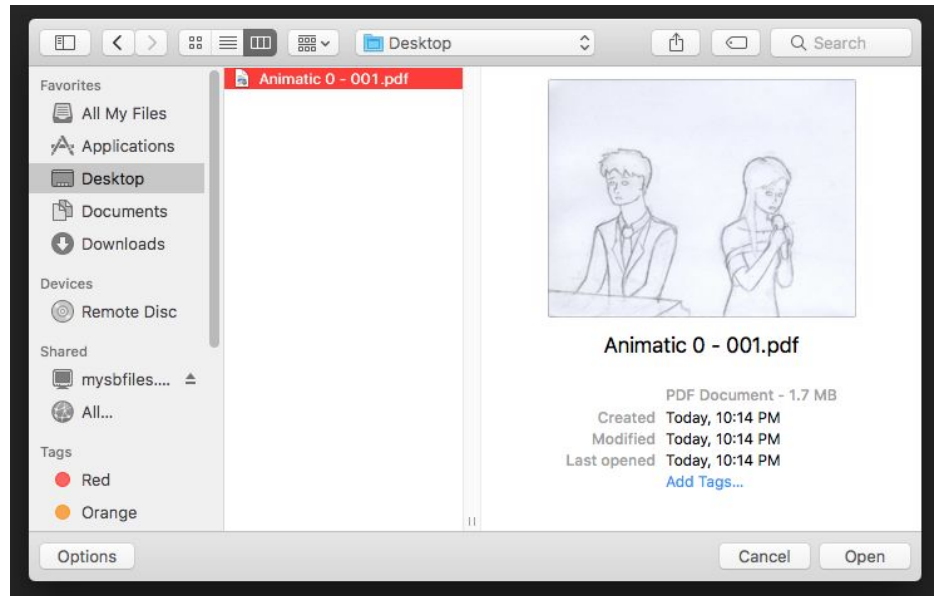 Desktop
Search
Favorites
All My Files
Applications
Desktop
Documents
Downloads
Devices
Remote Disc
Shared
mysbfiles....
All...
Tags
Red
Orange
Animatic 0 - 001.pdf
Animatic 0 - 001.pdf
PDF Document - 1.7 MB
Created Today, 10:14 PM
Modified Today, 10:14 PM
Last opened Today, 10:14 PM
Add Tags...
Options
Cancel Open